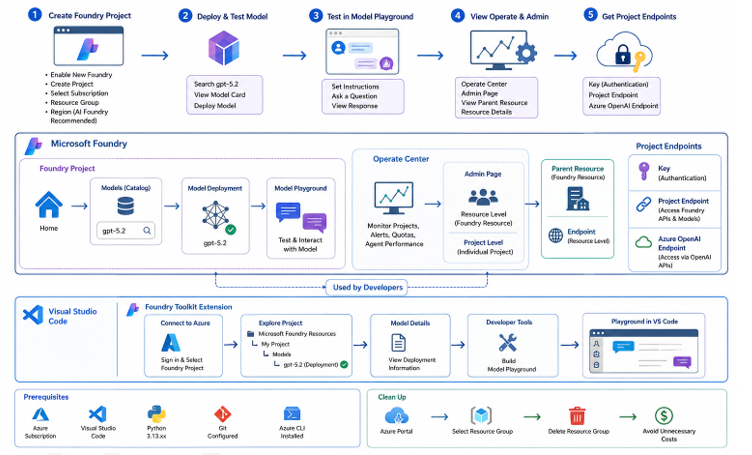 1 Create Foundry Project
• Enable New Foundry
• Create Project
• Select Subscription
• Resource Group
• Region (AI Foundry
Recommended)
2 Deploy & Test Model
Search gpt-5.2
View Model Card
Deploy Model
3 Test in Model Playground
Set Instructions
Ask a Question
View Response
4 View Operate & Admin
Operate Center
Admin Page
View Parent Resource
Resource Details
5 Get Project Endpoints
Key (Authentication)
Project Endpoint
Azure OpenAI Endpoint
Microsoft Foundry
Foundry Project
Home
Models (Catalog)
gpt-5.2
Model Deployment
gpt-5.2
Model Playground
Test & Interact
with Model
Operate Center
Monitor Projects,
Alerts, Quotas,
Agent Performance
Admin Page
Resource Level
(Foundry Resource)
Project Level
(Individual Project)
Parent Resource
(Foundry Resource)
Endpoint
(Resource Level)
Project Endpoints
Key
(Authentication)
Project Endpoint
(Access Foundry
APIs & Models)
Azure OpenAI
Endpoint
(Access via OpenAI
APIs)
Used by Developers
Visual Studio
Code
Foundry Toolkit Extension
Connect to Azure
Sign in & Select
Foundry Project
Explore Project
Microsoft Foundry Resources
My Project
Models
gpt-5.2 (Deployment)
Model Details
View Deployment
Information
Developer Tools
Build
Model Playground
Playground in VS Code
Prerequisites
Azure
Subscription
Visual Studio
Code
Python
3.13.xx
Git
Configured
Azure CLI
Installed
Clean Up
Azure Portal
Select Resource Group
Delete Resource Group
Avoid Unnecessary
Costs